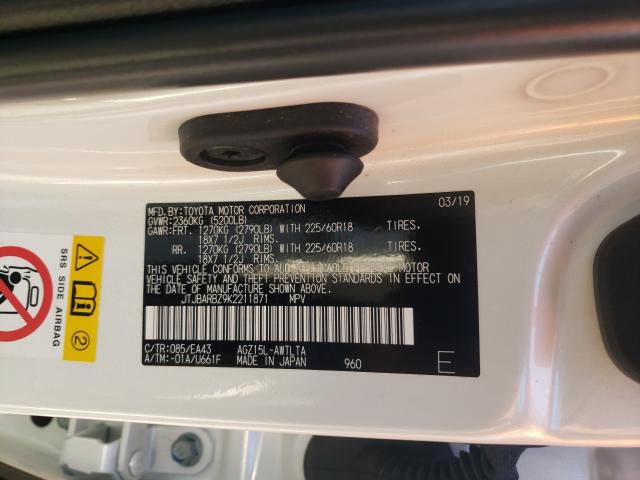 MFD. BY: TOYOTA MOTOR CORPORATION 03/19
GVWR: 2360KG (5200LB)
GAWR: FRT. 1270KG (2790LB) WITH 225/60R18 TIRES.
18X7 1/2J RIMS.
RR. 1270KG (2790LB) WITH 225/60R18 TIRES.
18X7 1/2J RIMS.
THIS VEHICLE CONFORMS TO ALL MOTOR
VEHICLE SAFETY AND THEFT PREVENTION STANDARDS IN EFFECT ON
THE DATE OF MANUFACTURE SHOWN ABOVE.
JTJBARBZ9K2211871 MPV
C/TR: 085/EA43 AGZ15L-AWTLTA
A/TM: -01A/U661F MADE IN JAPAN 960 E
SRS SIDE AIRBAG
2